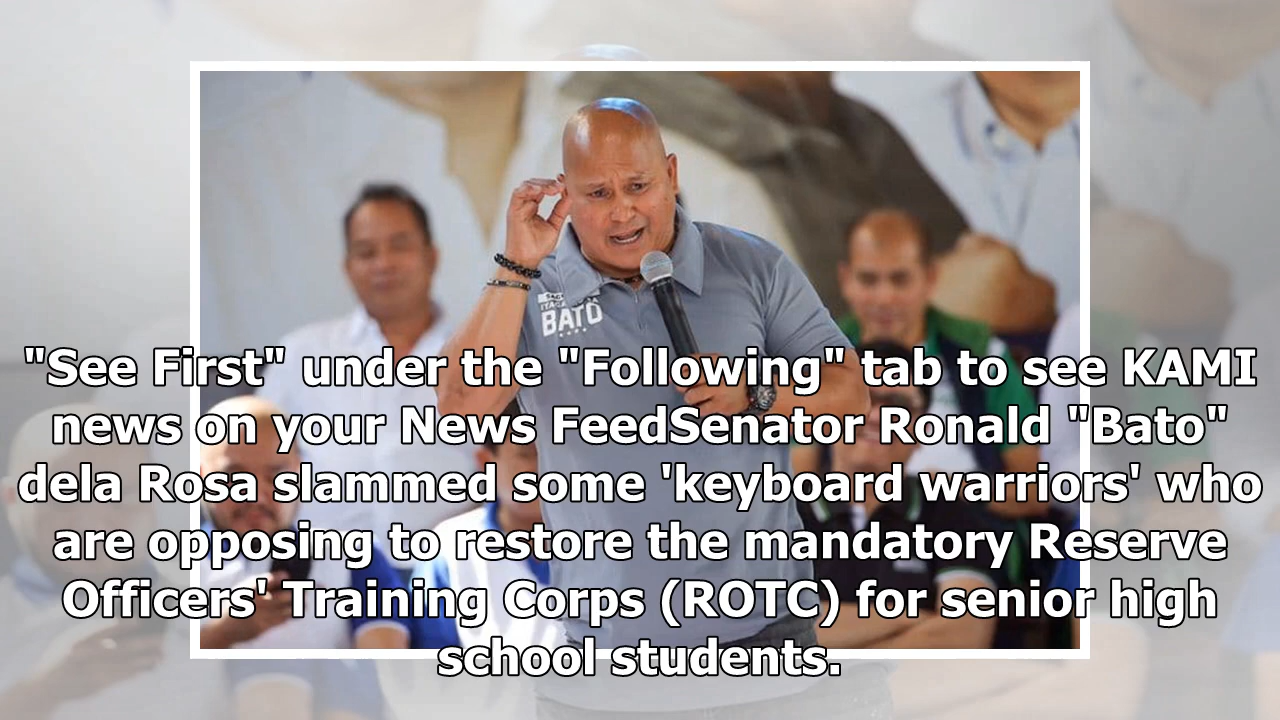 BATO
"See First" under the "Following" tab to see KAMI
news on your News FeedSenator Ronald "Bato"
dela Rosa slammed some 'keyboard warriors' who
are opposing to restore the mandatory Reserve
Officers' Training Corps (ROTC) for senior high
school students.